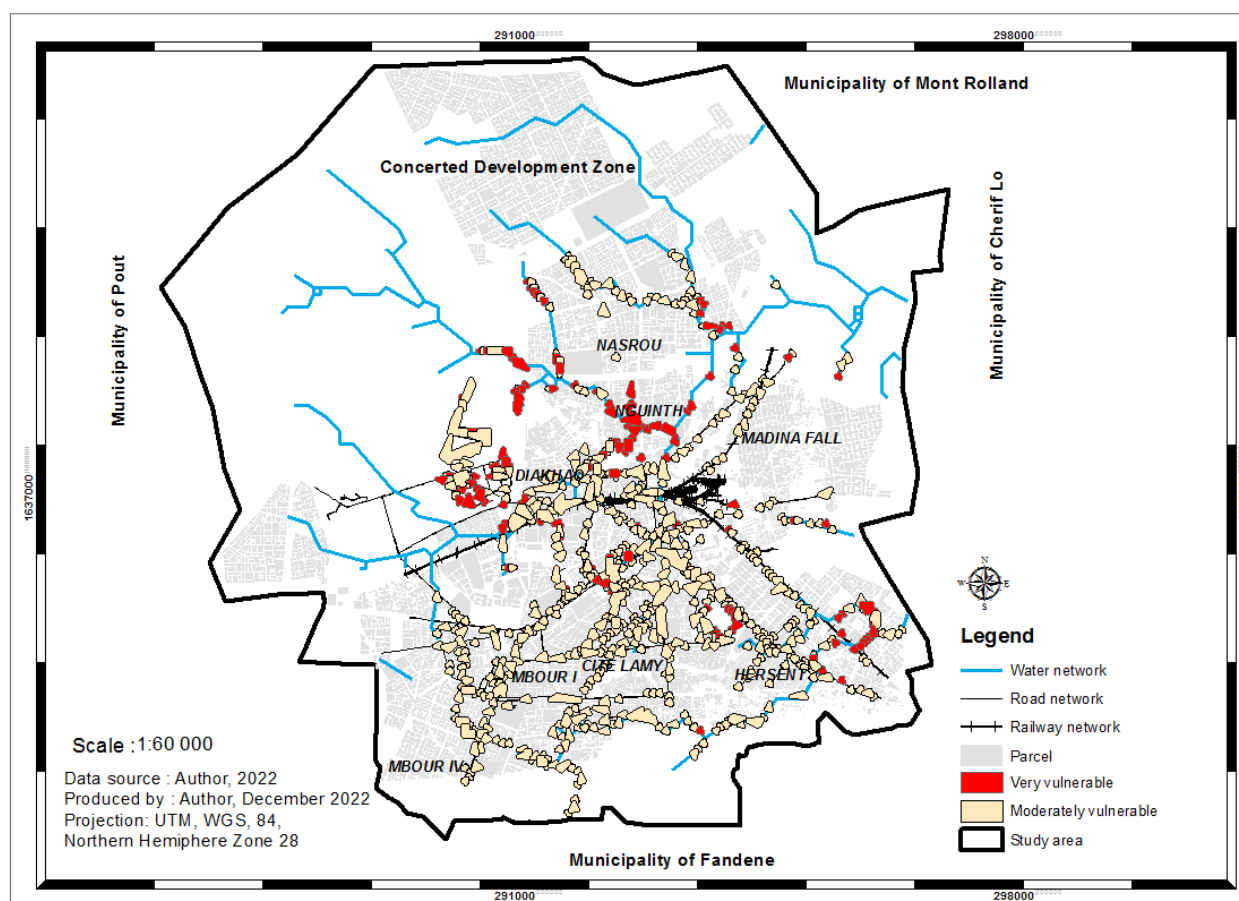 291000
298000
Municipality of Mont Rolland
Concerted Development Zone
Municipality of Cherif Lo
Municipality of Pout
NASROU
NGUINTH
MADINA FALL
DIAKHAO
1637000
N
W
E
S
Legend
Water network
Road network
Railway network
Parcel
Very vulnerable
Moderately vulnerable
Study area
CITE LAMY
MBOUR I
HERSENT
MBOUR IV
Scale :1:60 000
Data source : Author, 2022
Produced by : Author, December 2022
Projection: UTM, WGS, 84,
Northern Hemiphere Zone 28
Municipality of Fandene
291000
298000